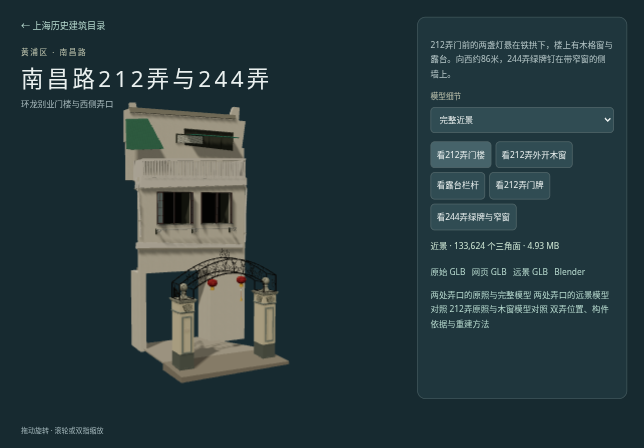 ← 上海历史建筑目录
黄浦区 · 南昌路
南昌路212弄与244弄
环龙别业门楼与西侧弄口
212弄门前的两盏灯悬在铁拱下，楼上有木格窗与
露台。向西约86米，244弄绿牌钉在带窄窗的侧
墙上。
模型细节
完整近景
看212弄门楼
看212弄外开木窗
看露台栏杆
看212弄门牌
看244弄绿牌与窄窗
近景 · 133,624 个三角面 · 4.93 MB
原始 GLB 网页 GLB 远景 GLB Blender
两处弄口的原照与完整模型 两处弄口的远景模型
对照 212弄原照与木窗模型对照 双弄位置、构件
依据与重建方法
拖动旋转 · 滚轮或双指缩放